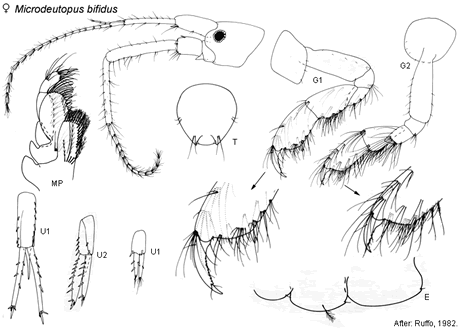 ♀ Microdeutopus bifidus
G1
G2
T
MP
U1
U2
U1
E
After: Ruffo, 1982.